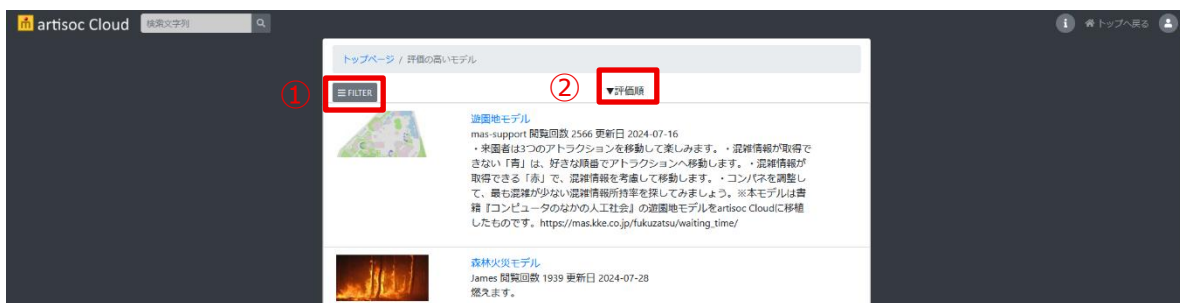 artisoc Cloud 検索文字列 トップへ戻る
トップページ / 評価の高いモデル
① FILTER ② ▼評価順
遊園地モデル
mas-support 閲覧回数 2566 更新日 2024-07-16
・来園者は3つのアトラクションを移動して楽しみます。・混雑情報が取得で
きない「青」は、好きな順番でアトラクションへ移動します。・混雑情報が
取得できる「赤」で、混雑情報を考慮して移動します。・コンパネを調整し
て、最も混雑が少ない混雑情報所持率を探してみましょう。※本モデルは書
籍『コンピュータのなかの人工社会』の遊園地モデルをartisoc Cloudに移植
したものです。https://mas.kke.co.jp/fukuzatsu/waiting_time/
森林火災モデル
James 閲覧回数 1939 更新日 2024-07-28
燃えます。